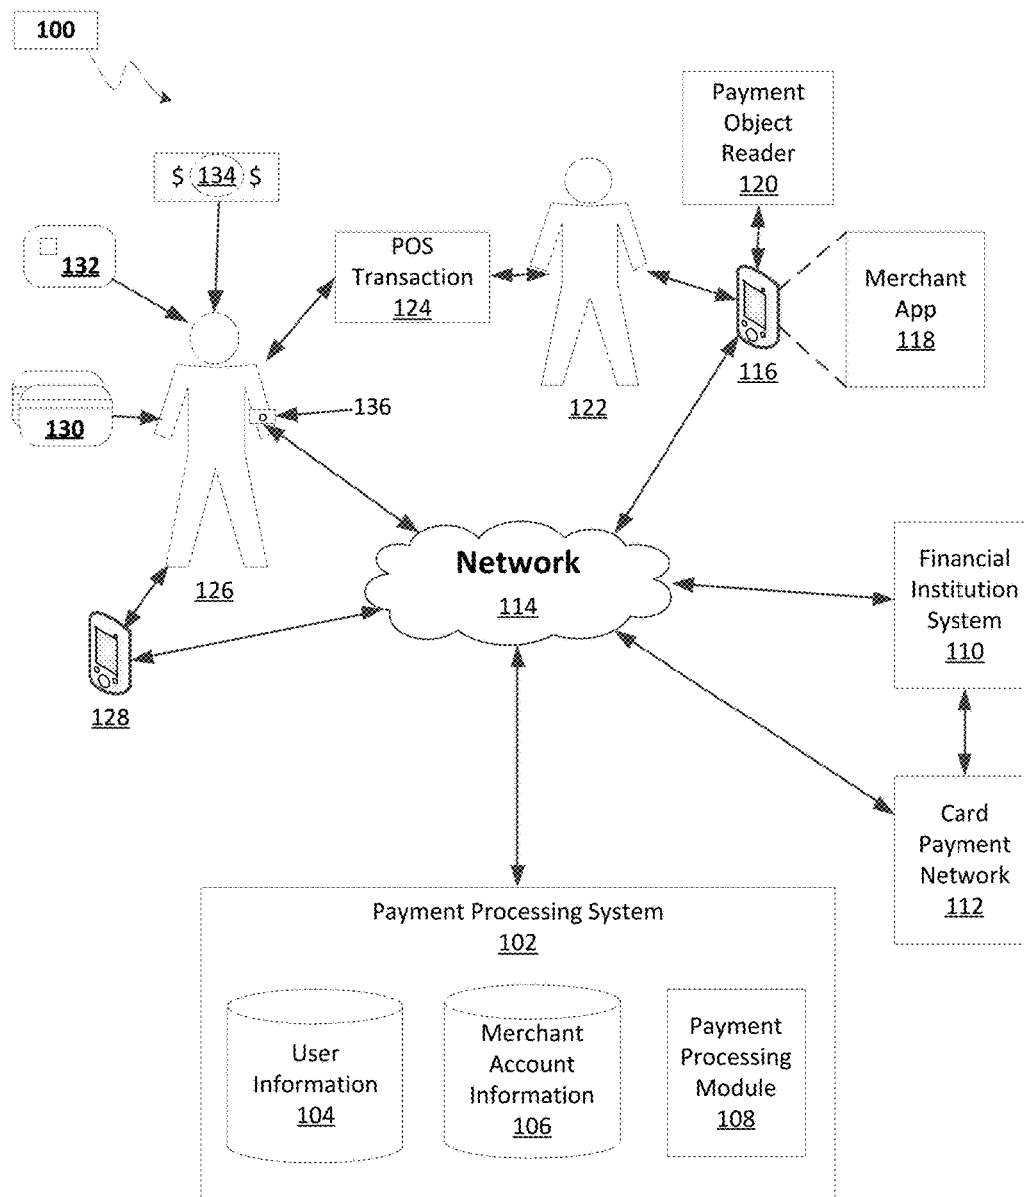 100
$ 134 $
132
130
136
126
128
POS
Transaction
124
122
Payment
Object
Reader
120
116
Merchant
App
118
Network
114
Financial
Institution
System
110
Card
Payment
Network
112
Payment Processing System
102
User
Information
104
Merchant
Account
Information
106
Payment
Processing
Module
108